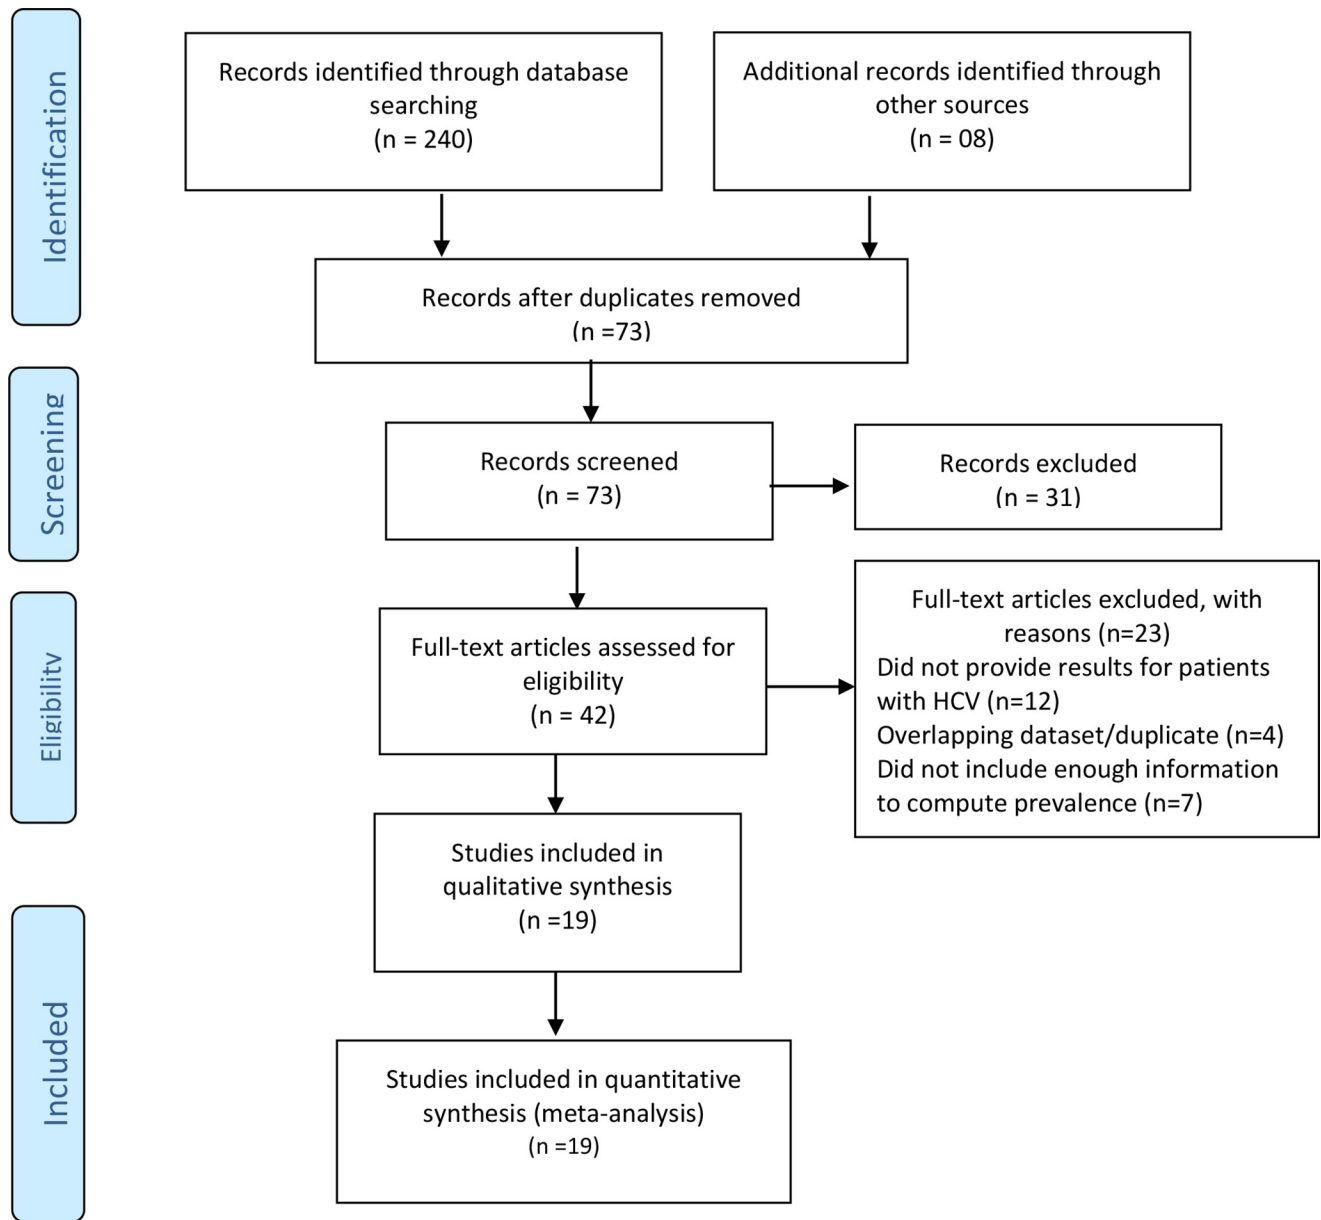 Identification
Records identified through database
searching
(n = 240)
Additional records identified through
other sources
(n = 08)
Records after duplicates removed
(n =73)
Screening
Records screened
(n = 73)
Records excluded
(n = 31)
Eligibility
Full-text articles assessed for
eligibility
(n = 42)
Full-text articles excluded, with
reasons (n=23)
Did not provide results for patients
with HCV (n=12)
Overlapping dataset/duplicate (n=4)
Did not include enough information
to compute prevalence (n=7)
Studies included in
qualitative synthesis
(n =19)
Included
Studies included in quantitative
synthesis (meta-analysis)
(n =19)